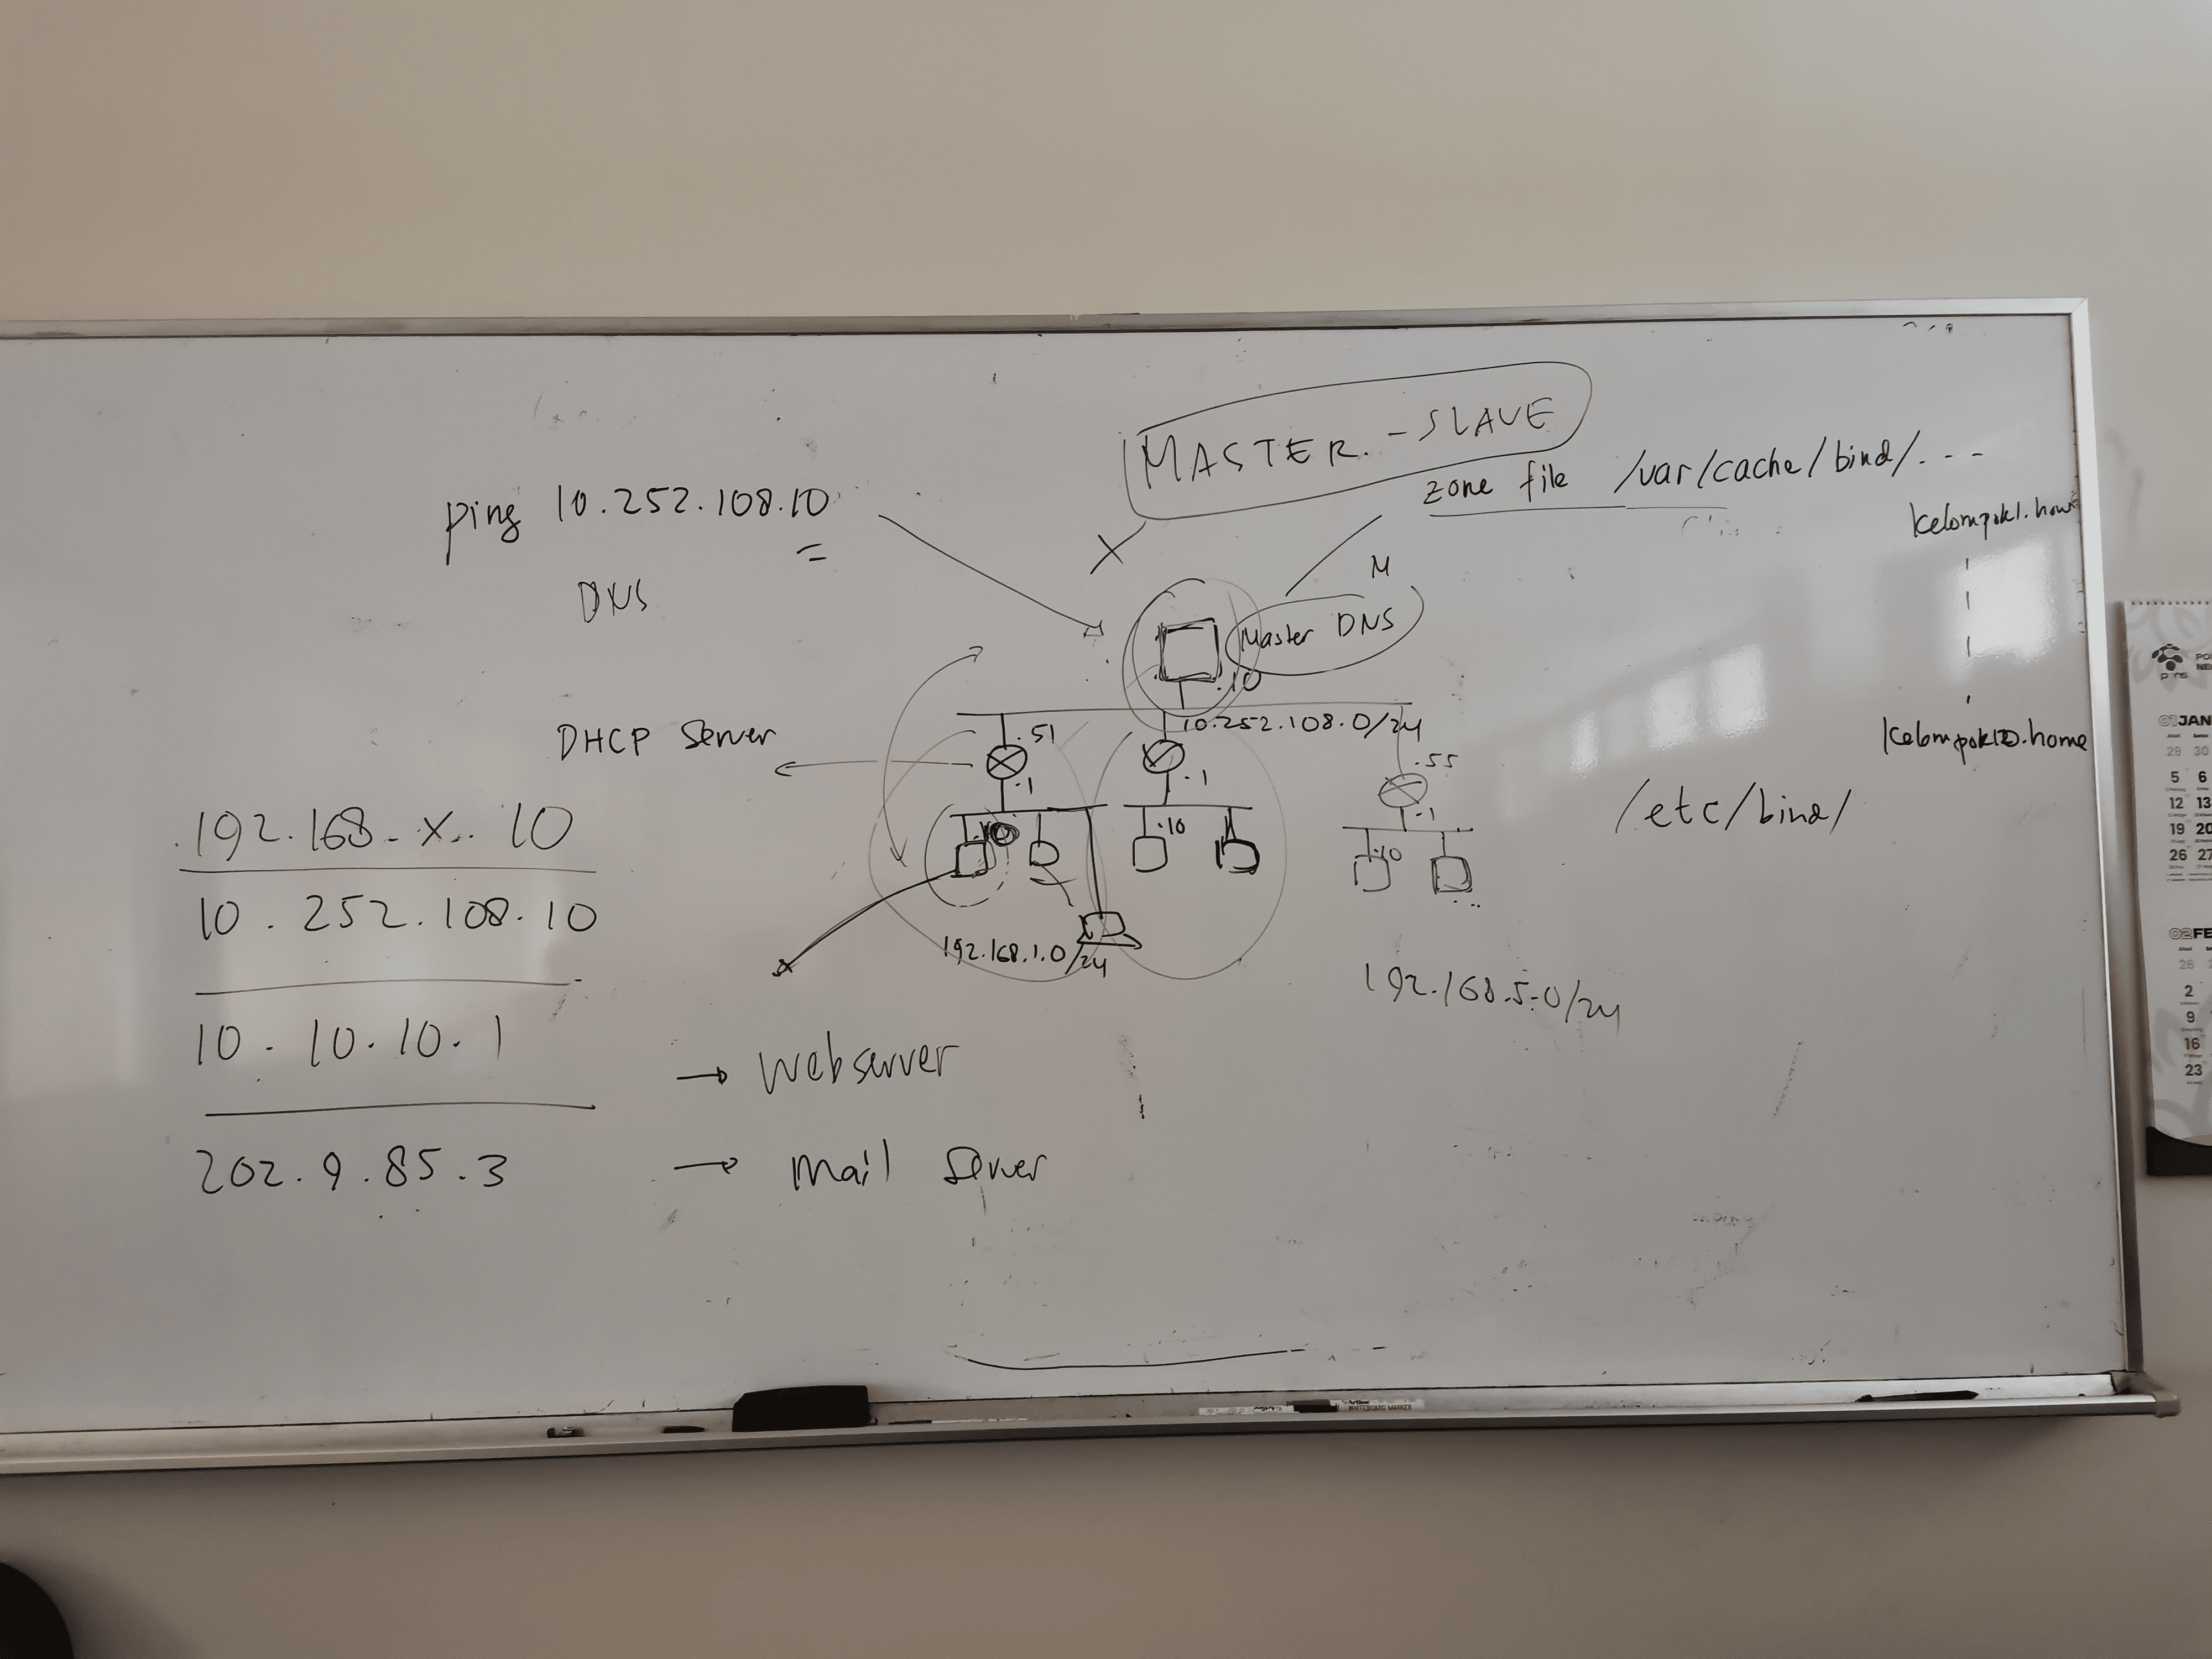 MASTER - SLAVE
zone file /var/cache/bind/...
ping 10.252.108.10
=
DNS
X
M
Master DNS
.10
10.252.108.0/24
DHCP Server
.51
.1
.1
.55
.1
.10
.10
192.168.1.0/24
192.168.5.0/24
192.168.x.10
10.252.108.10
10.10.10.1
202.9.85.3
→ Webserver
→ Mail Server
/etc/bind/
kelompok1.home
kelompok10.home
01 JAN
29 30
5 6
12 13
19 20
26 27
02 FE
26
2
9
16
23
WHITEBOARD MARKER